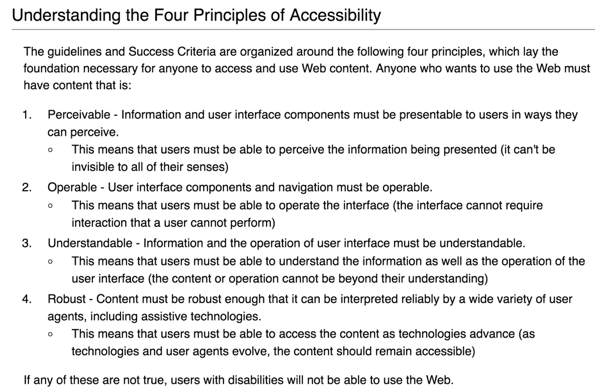 Understanding the Four Principles of Accessibility
The guidelines and Success Criteria are organized around the following four principles, which lay the
foundation necessary for anyone to access and use Web content. Anyone who wants to use the Web must
have content that is:
1. Perceivable - Information and user interface components must be presentable to users in ways they
can perceive.
○ This means that users must be able to perceive the information being presented (it can't be
invisible to all of their senses)
2. Operable - User interface components and navigation must be operable.
○ This means that users must be able to operate the interface (the interface cannot require
interaction that a user cannot perform)
3. Understandable - Information and the operation of user interface must be understandable.
○ This means that users must be able to understand the information as well as the operation of the
user interface (the content or operation cannot be beyond their understanding)
4. Robust - Content must be robust enough that it can be interpreted reliably by a wide variety of user
agents, including assistive technologies.
○ This means that users must be able to access the content as technologies advance (as
technologies and user agents evolve, the content should remain accessible)
If any of these are not true, users with disabilities will not be able to use the Web.